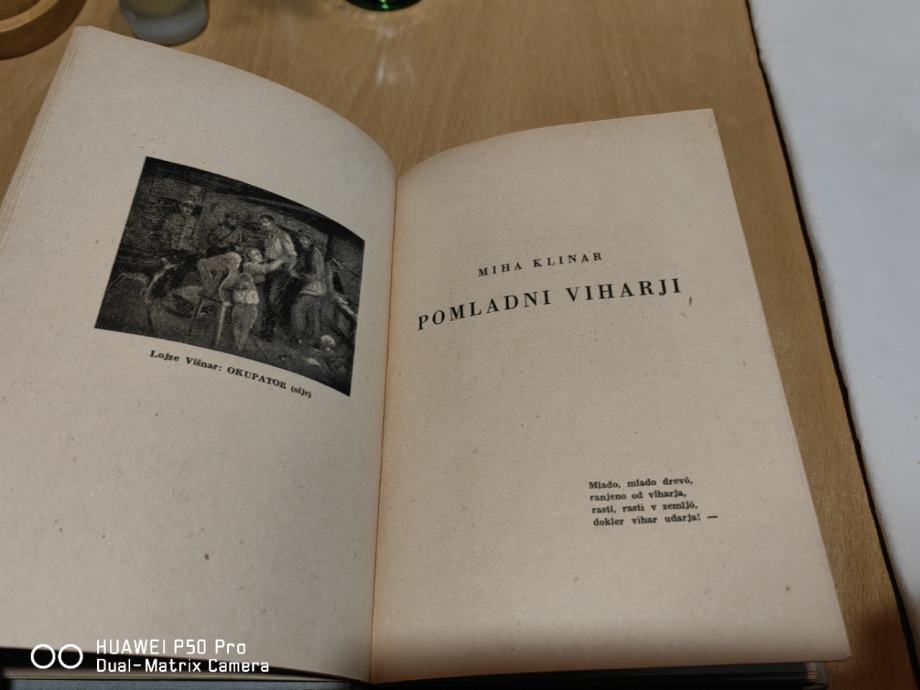 Lojze Višnar: OKUPATOR (olje)
MIHA KLINAR
POMLADNI VIHARJI
Mlado, mlado drevó,
ranjeno od viharja,
rasti, rasti v zemljó,
dokler vihar udarja! —
HUAWEI P50 Pro
Dual-Matrix Camera